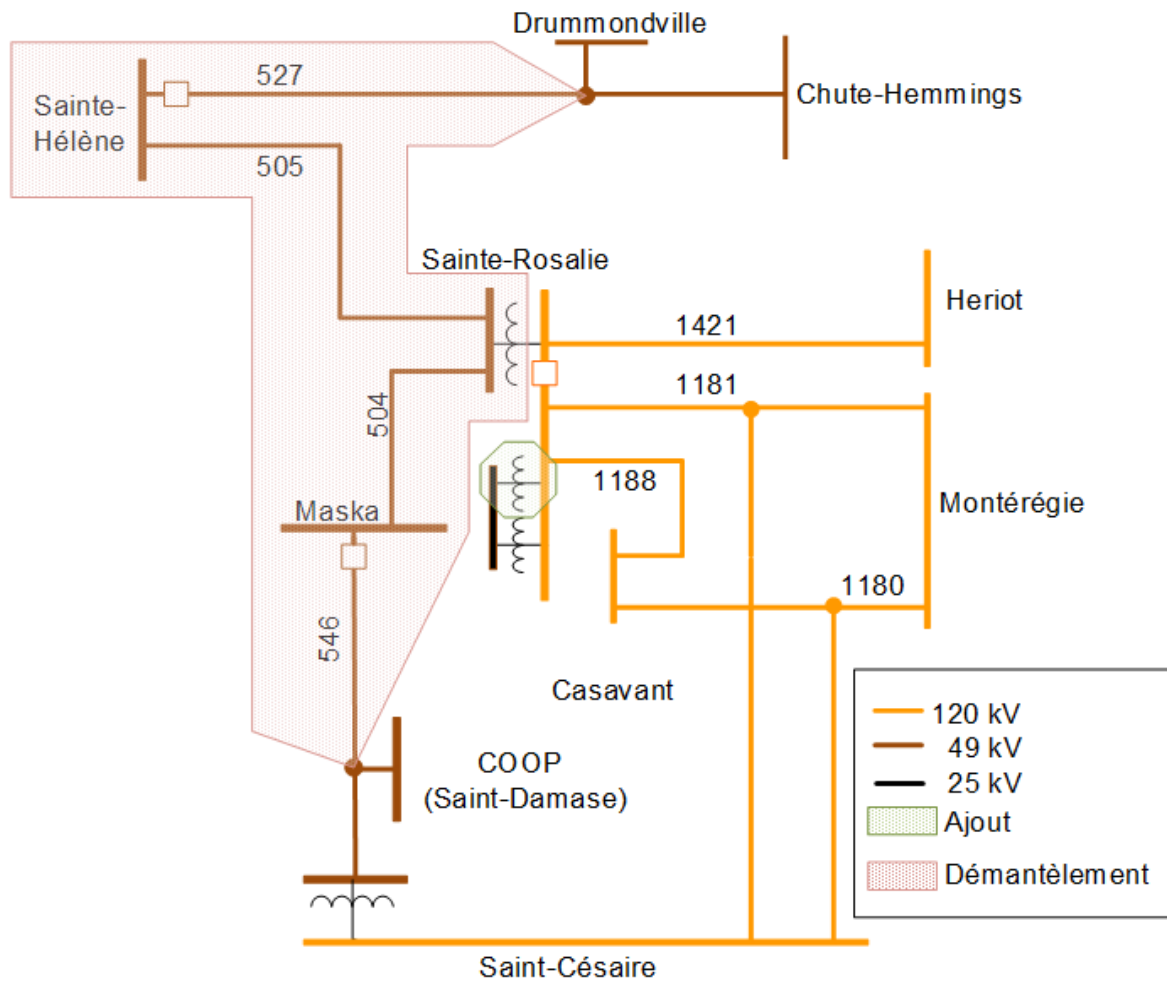 Drummondville
527
Sainte-
Hélène
Chute-Hemmings
505
Sainte-Rosalie
Heriot
1421
1181
504
1188
Maska
Montérégie
1180
546
Casavant
COOP
(Saint-Damase)
120 kV
49 kV
25 kV
Ajout
Démantèlement
Saint-Césaire